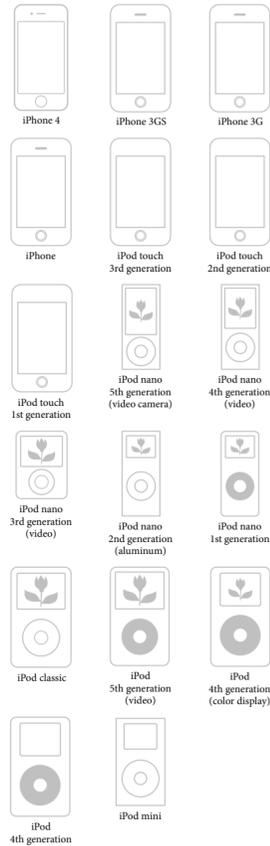 iPhone 4
iPhone 3GS
iPhone 3G
iPhone
iPod touch
3rd generation
iPod touch
2nd generation
iPod touch
1st generation
iPod nano
5th generation
(video camera)
iPod nano
4th generation
(video)
iPod nano
3rd generation
(video)
iPod nano
2nd generation
(aluminum)
iPod nano
1st generation
iPod classic
iPod
5th generation
(video)
iPod
4th generation
(color display)
iPod
4th generation
iPod mini